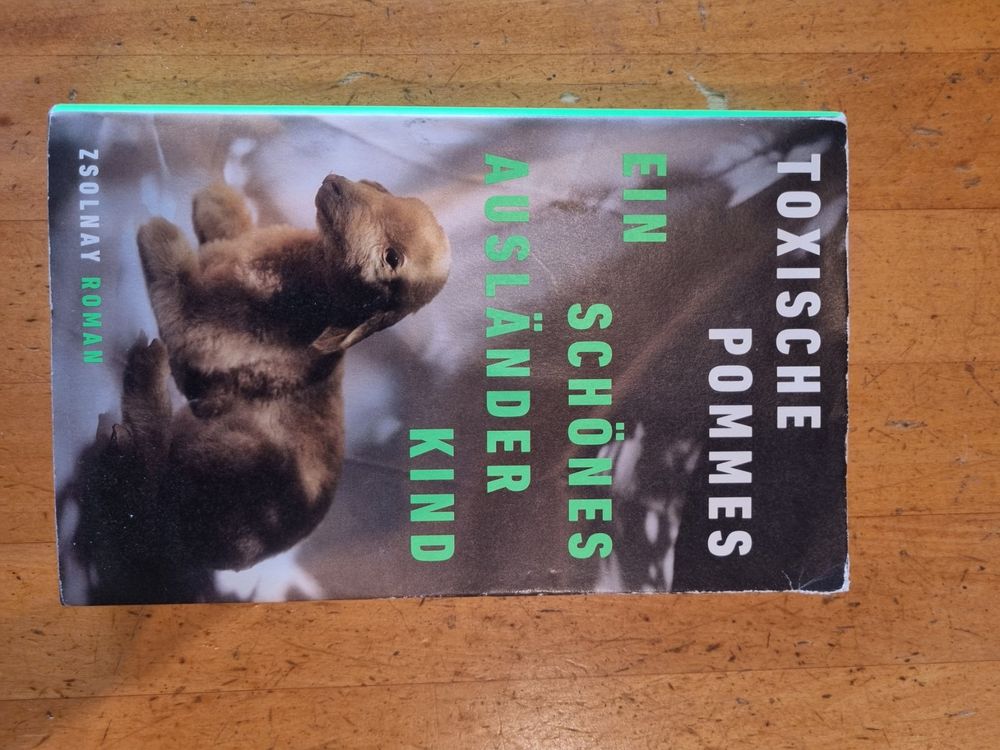 TOXISCHE
POMMES
EIN
SCHÖNES
AUSLÄNDER
KIND
ZSOLNAY ROMAN